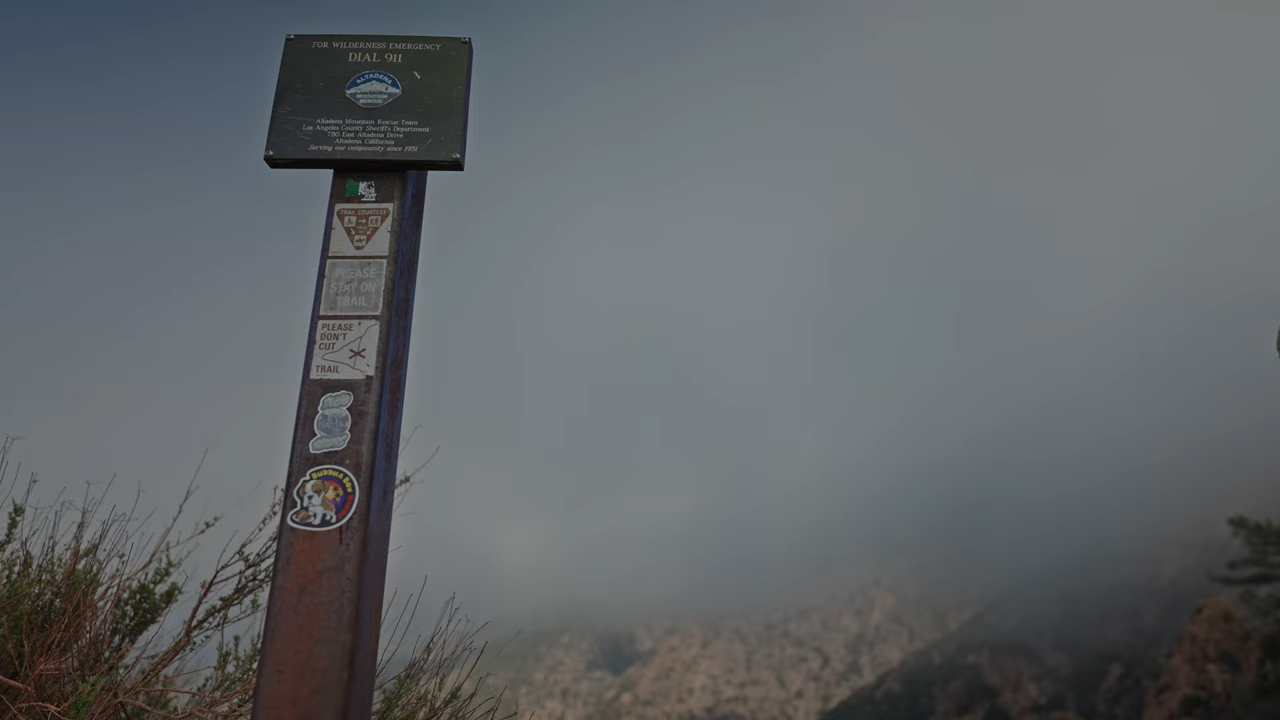 FOR WILDERNESS EMERGENCY
DIAL 911
ALTADENA
Altadena Mountain Rescue Team
Los Angeles County Sheriff's Department
780 East Altadena Drive
Altadena California
Serving our community since 1951
TRAIL COURTESY
PLEASE
STAY ON
TRAIL
PLEASE
DON'T
CUT
TRAIL
BUDDHA